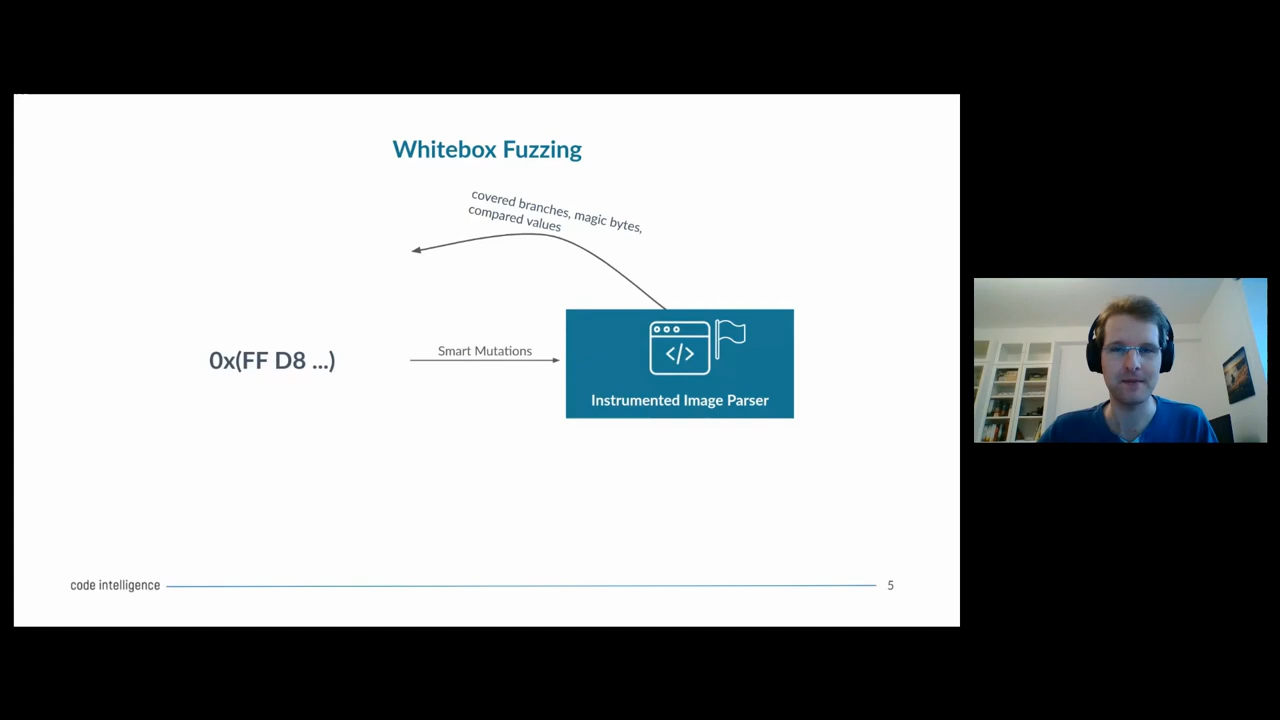 Whitebox Fuzzing
covered branches, magic bytes,
compared values
0x(FF D8 ...)
Smart Mutations
Instrumented Image Parser
code intelligence
5